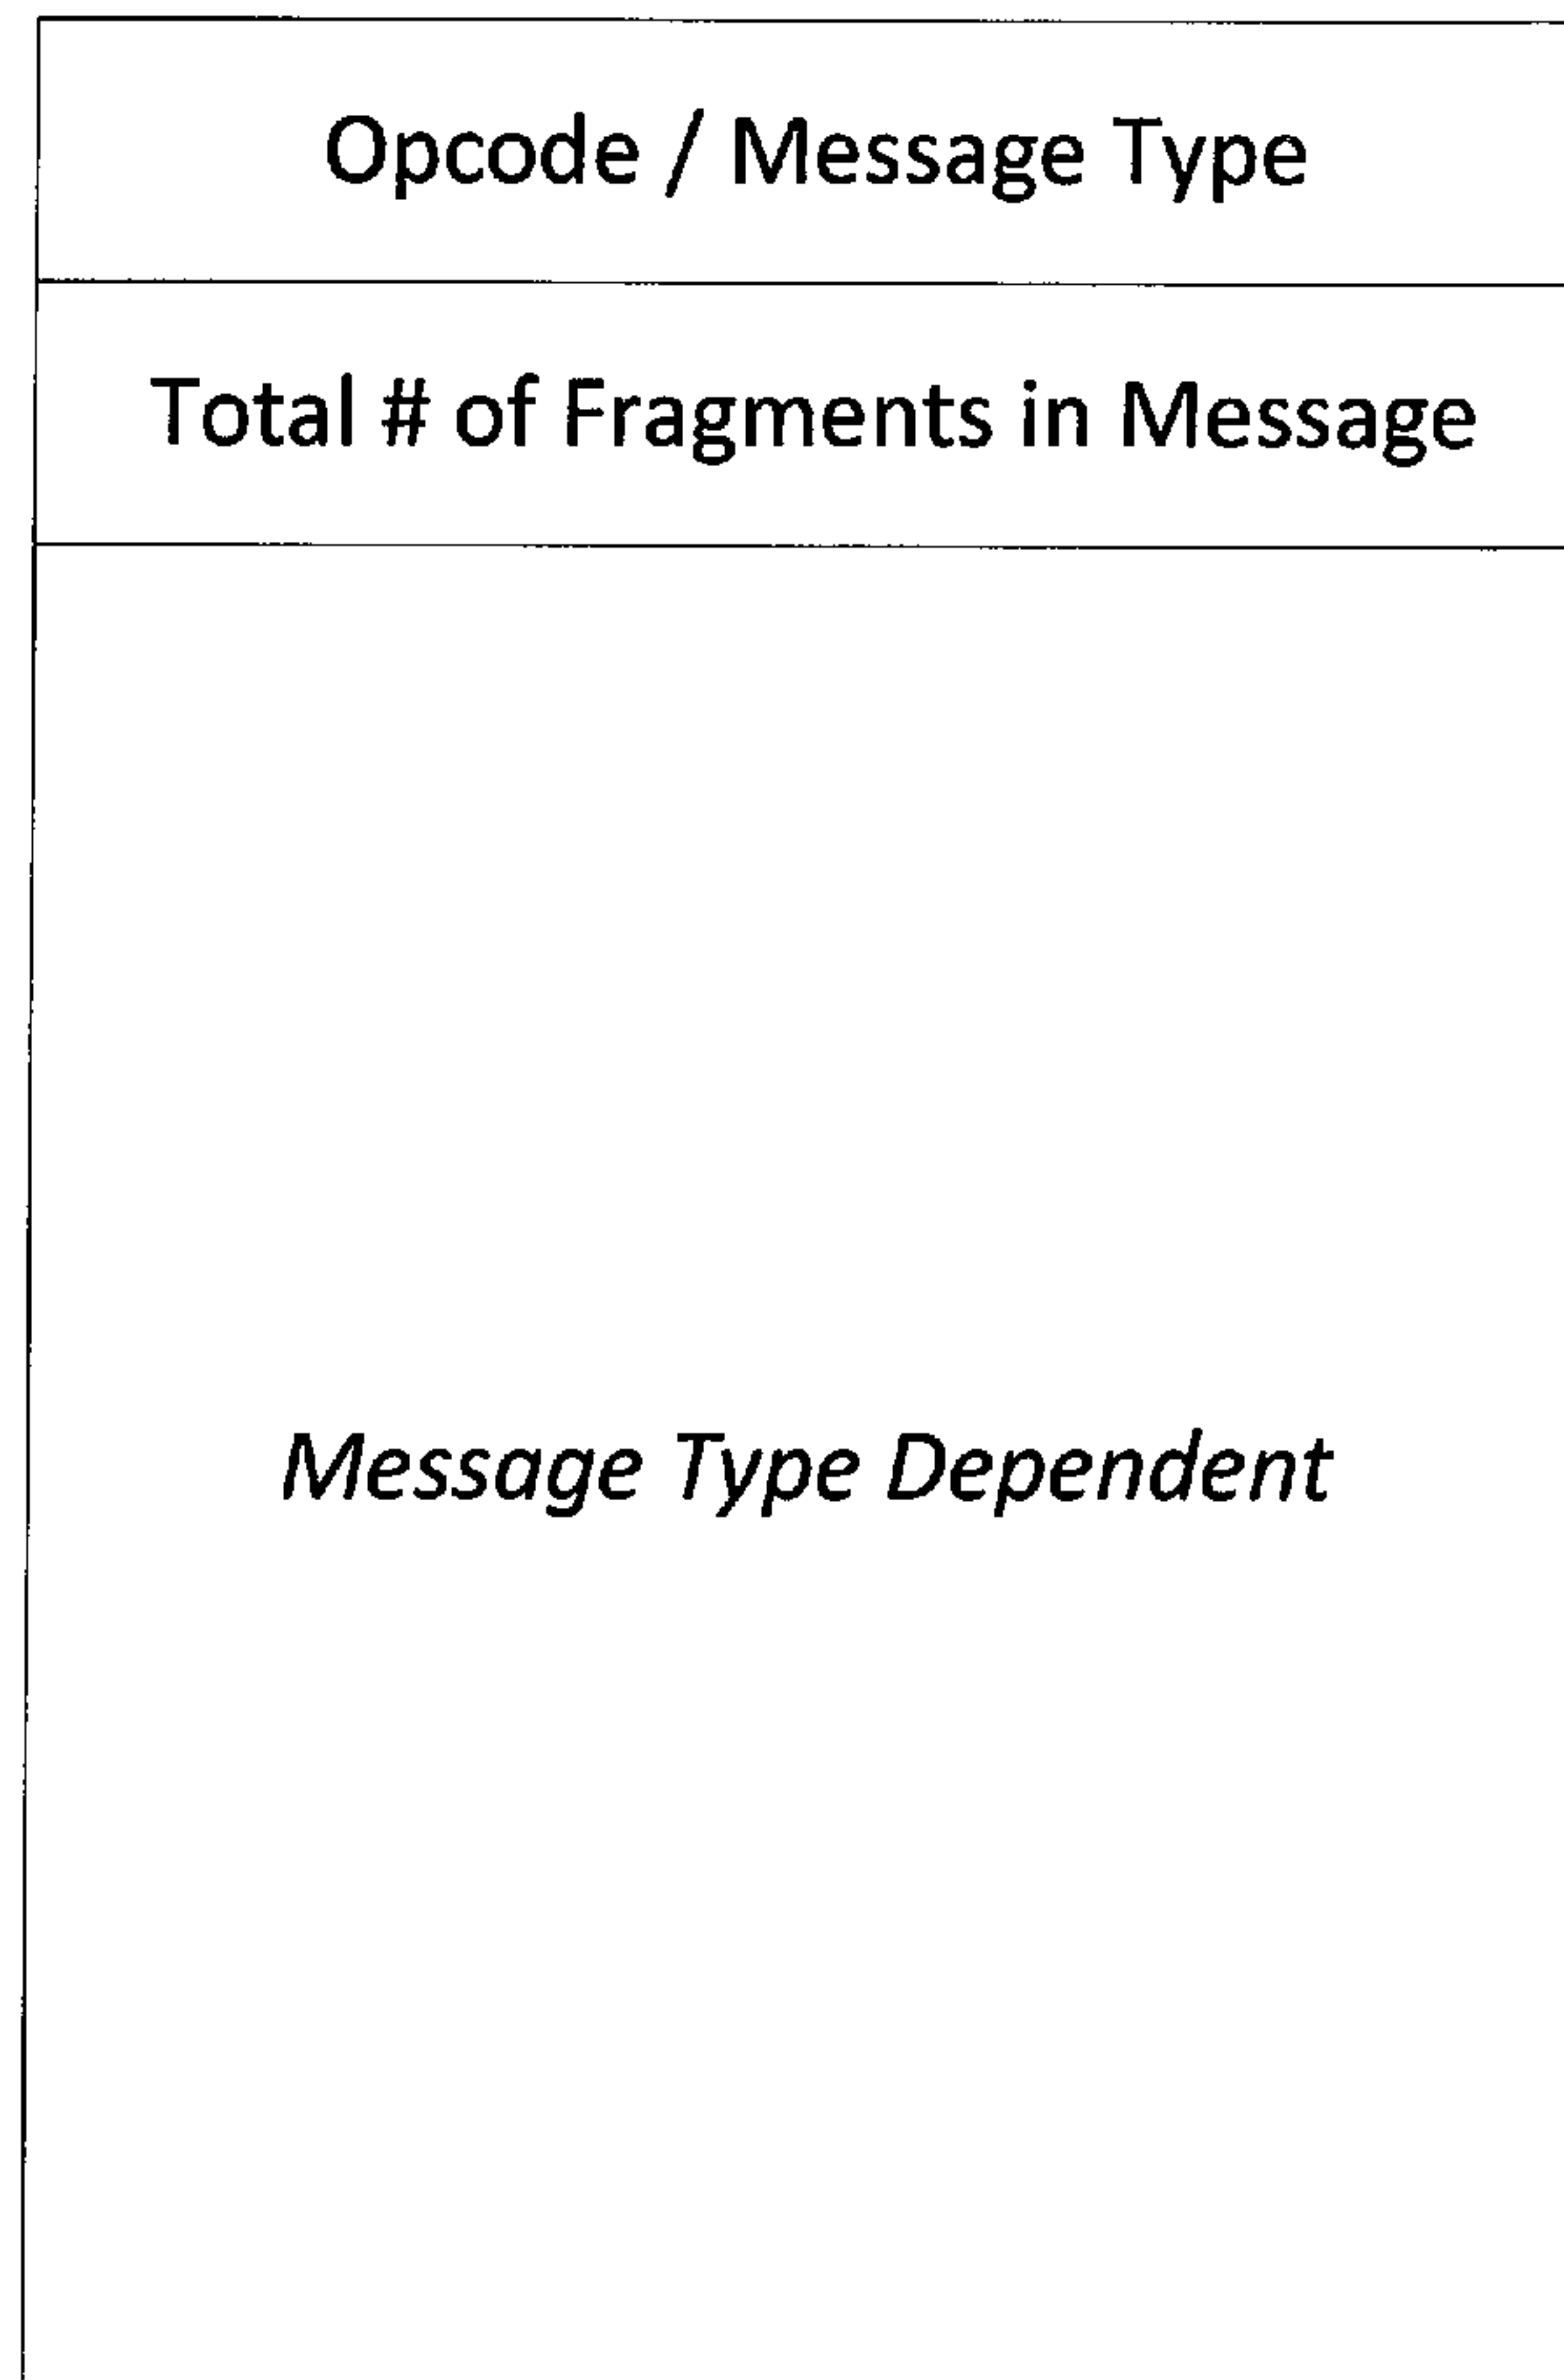 Opcode / Message Type
Total # of Fragments in Message
Message Type Dependent